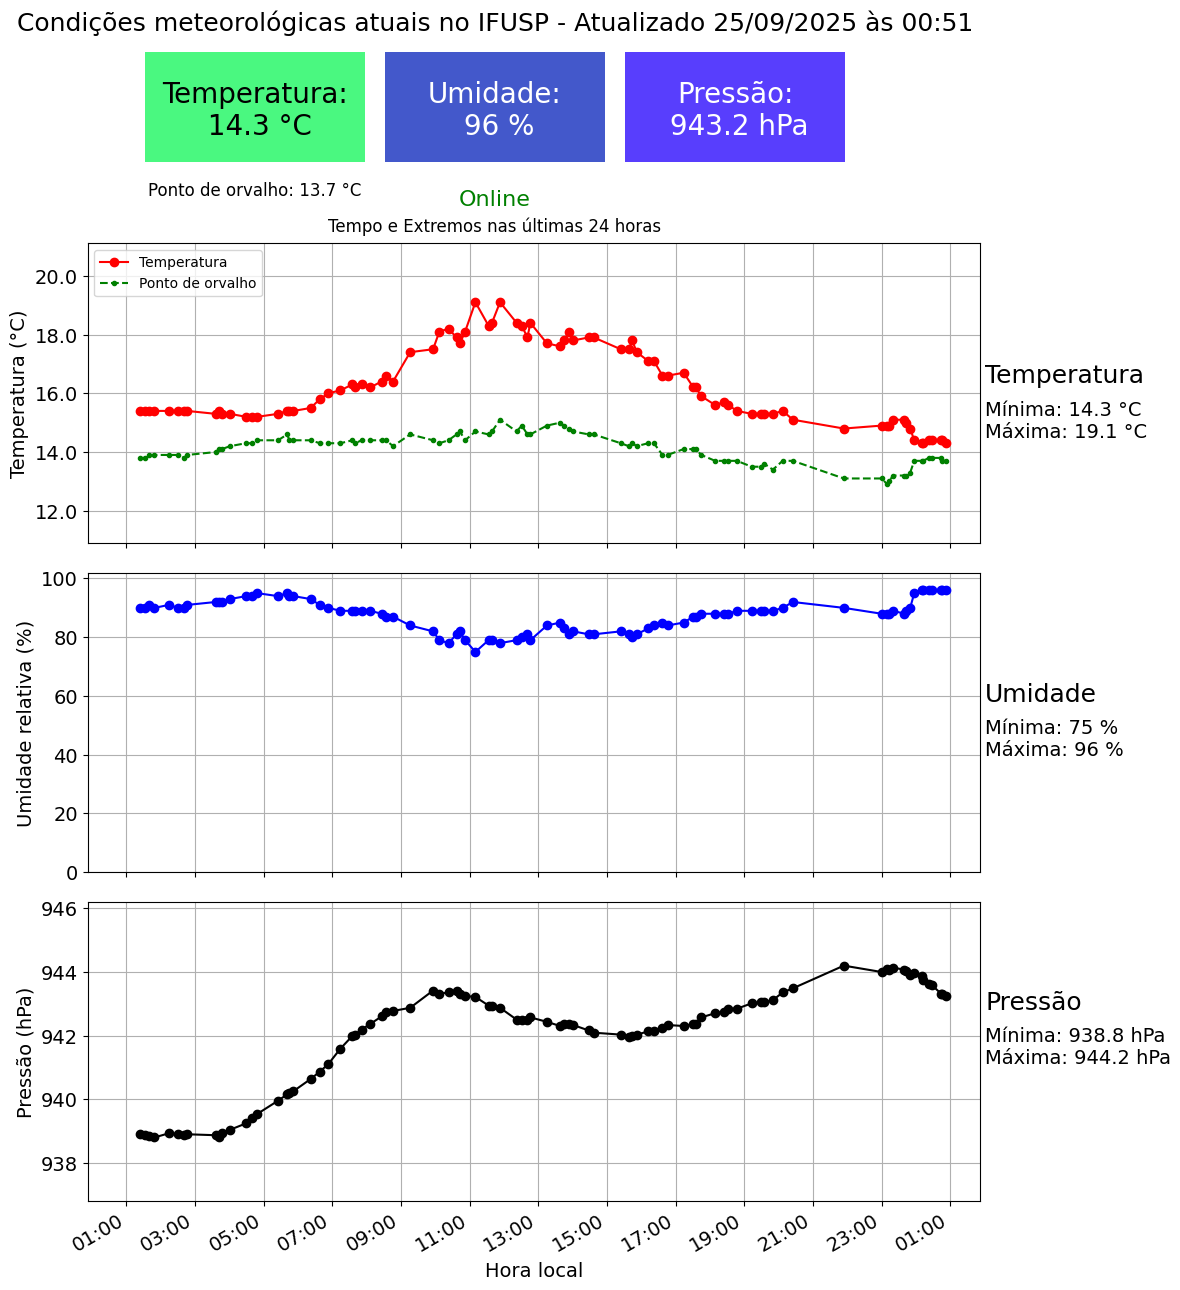 Condições meteorológicas atuais no IFUSP - Atualizado 25/09/2025 às 00:51
Temperatura:
14.3 °C
Umidade:
96 %
Pressão:
943.2 hPa
Ponto de orvalho: 13.7 °C
Online
Tempo e Extremos nas últimas 24 horas
Temperatura
Ponto de orvalho
20.0
18.0
16.0
14.0
12.0
Temperatura (°C)
Temperatura
Mínima: 14.3 °C
Máxima: 19.1 °C
100
80
60
40
20
0
Umidade relativa (%)
Umidade
Mínima: 75 %
Máxima: 96 %
946
944
942
940
938
Pressão (hPa)
Pressão
Mínima: 938.8 hPa
Máxima: 944.2 hPa
01:00
03:00
05:00
07:00
09:00
11:00
13:00
15:00
17:00
19:00
21:00
23:00
01:00
Hora local